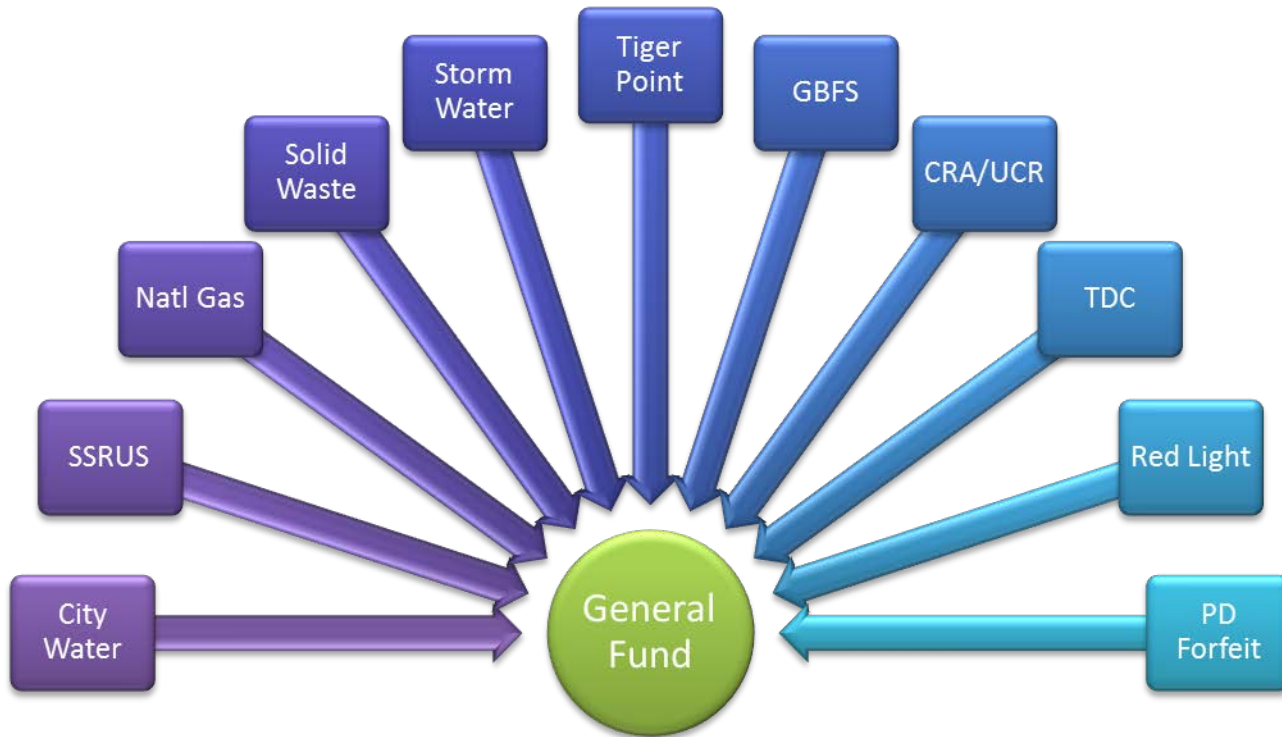 Tiger
Point
Storm
Water
GBFS
Solid
Waste
CRA/UCR
Natl Gas
TDC
SSRUS
Red Light
City
Water
General
Fund
PD
Forfeit